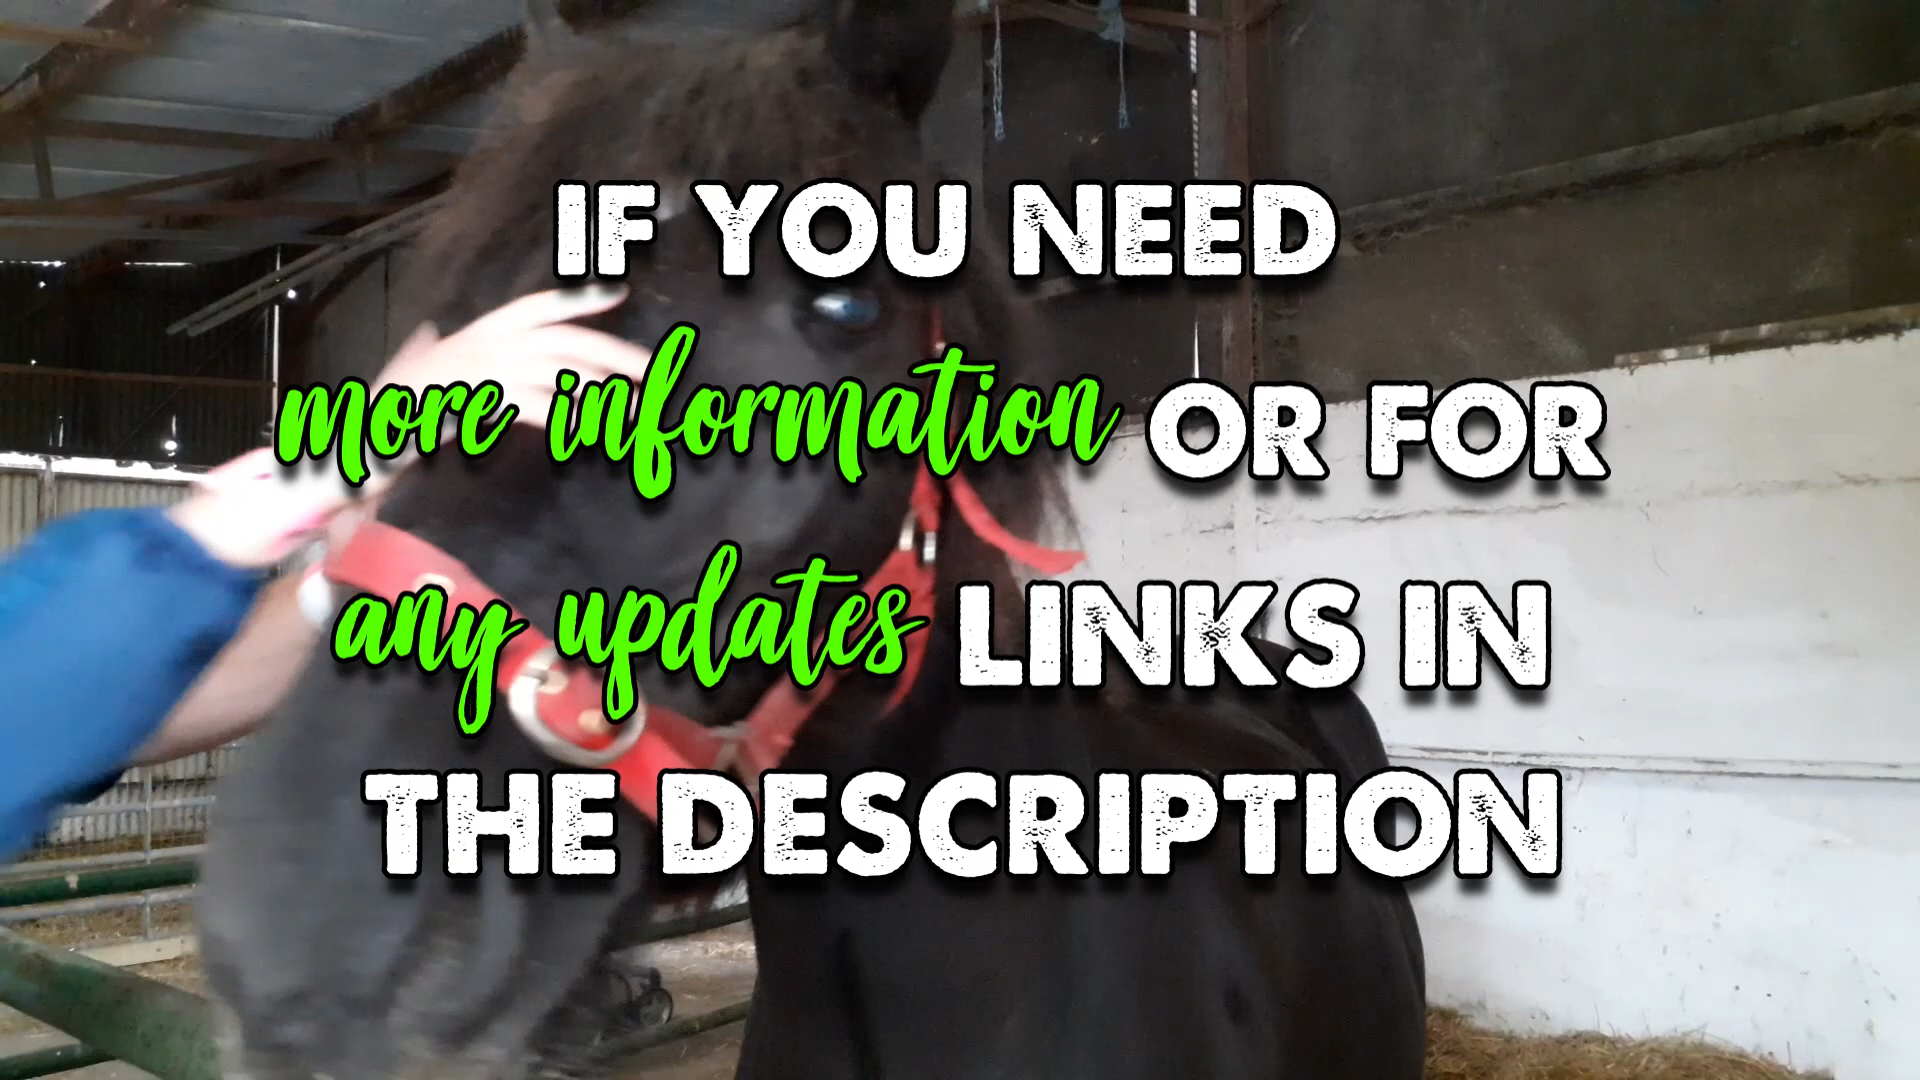 IF YOU NEED
more information OR FOR
any updates LINKS IN
THE DESCRIPTION